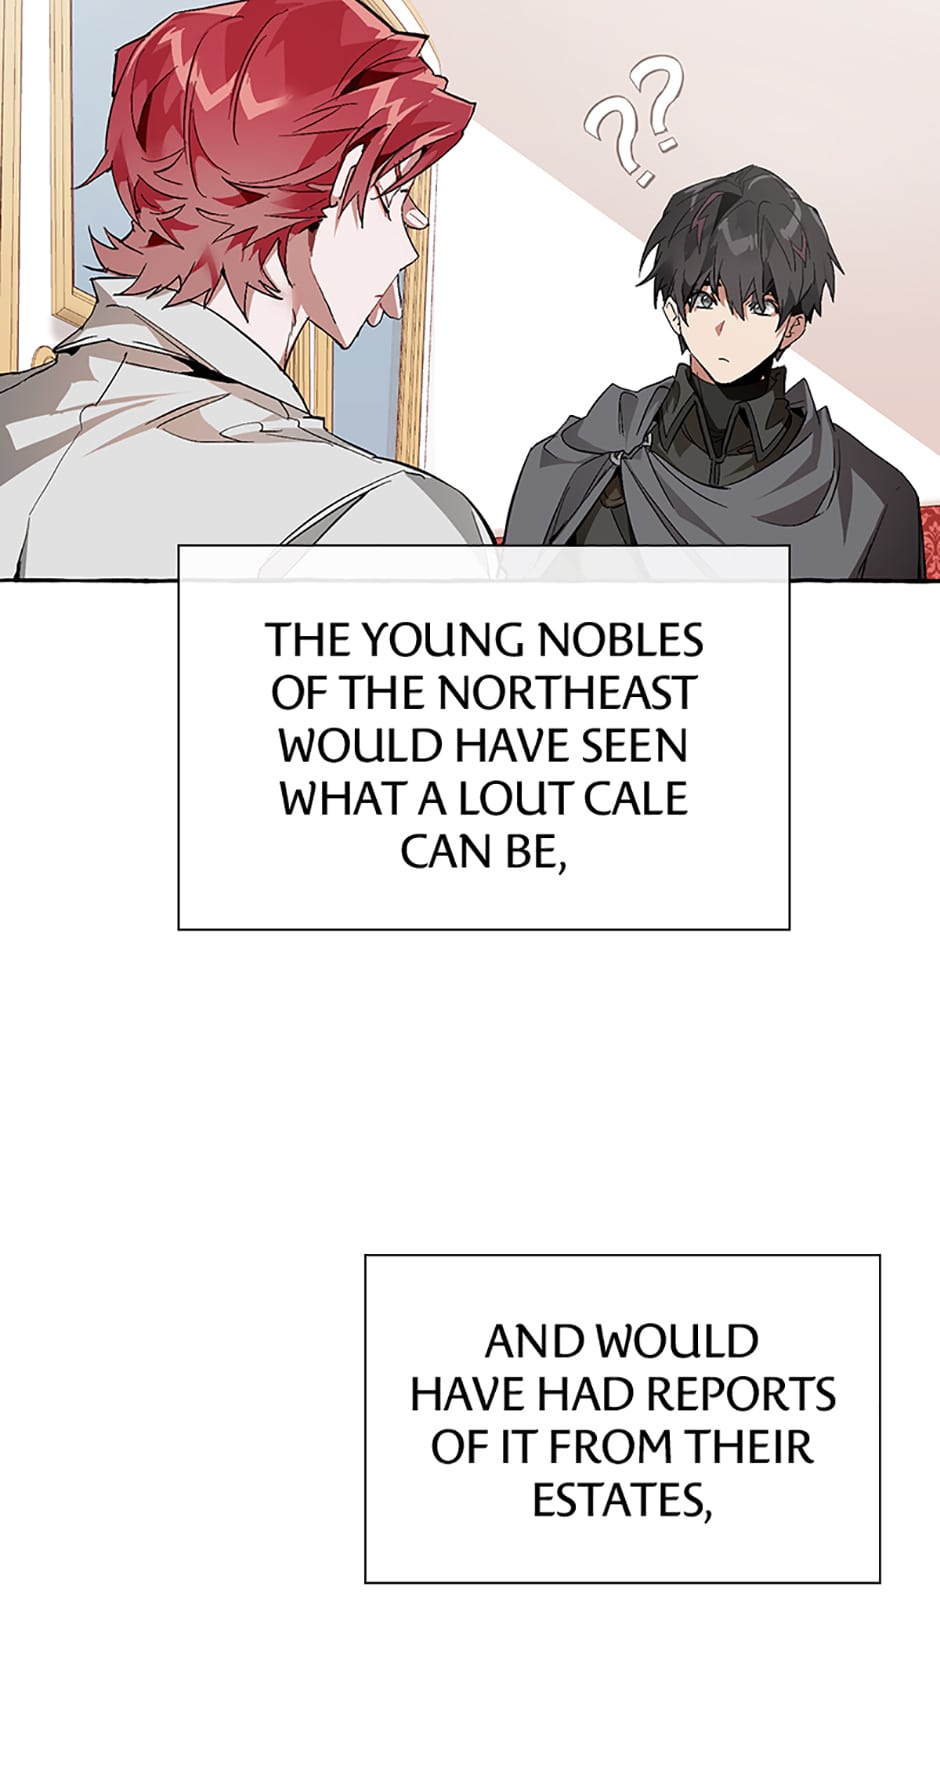 ??
THE YOUNG NOBLES
OF THE NORTHEAST
WOULD HAVE SEEN
WHAT A LOUT CALE
CAN BE,
AND WOULD
HAVE HAD REPORTS
OF IT FROM THEIR
ESTATES,